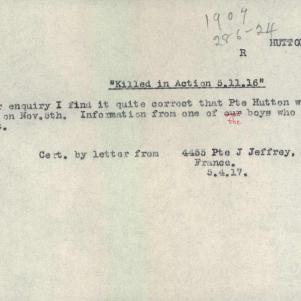 1904
286-24
HUTTO
R
"Killed in Action 5.11.16"
r enquiry I find it quite correct that Pte Hutton w
on Nov.5th. Information from one of our the boys who
t.
Cert. by letter from 4455 Pte J Jeffrey,
France.
5.4.17.